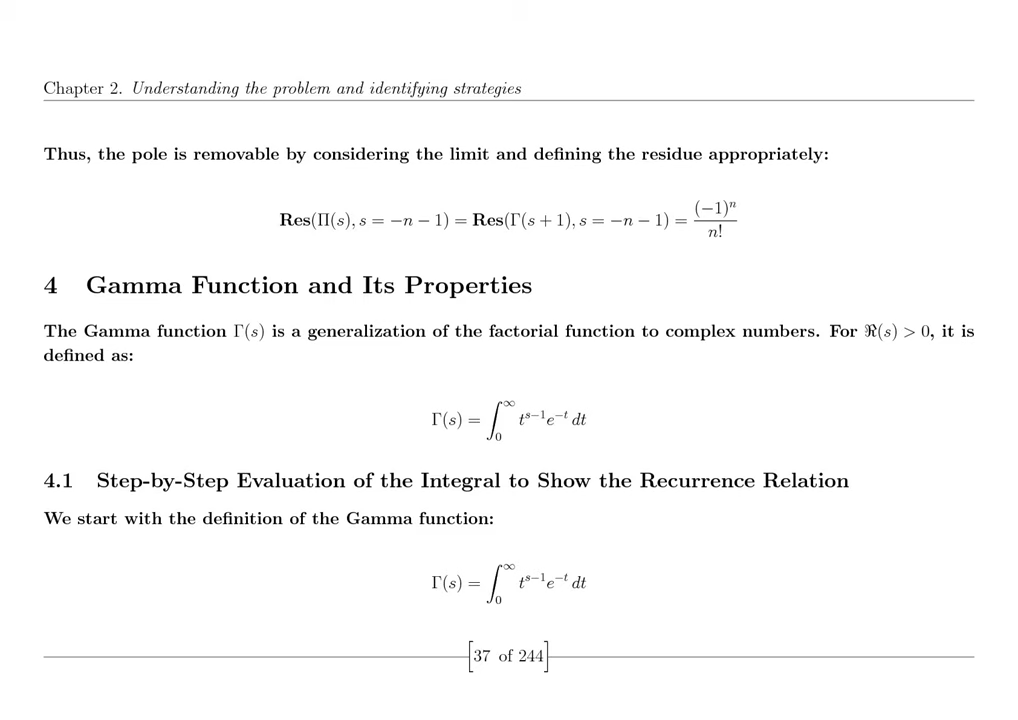 Chapter 2. Understanding the problem and identifying strategies
Thus, the pole is removable by considering the limit and defining the residue appropriately:
Res(Π(s), s = −n − 1) = Res(Γ(s + 1), s = −n − 1) = (−1)ⁿ / n!
4 Gamma Function and Its Properties
The Gamma function Γ(s) is a generalization of the factorial function to complex numbers. For ℜ(s) > 0, it is
defined as:
Γ(s) = ∫₀^∞ t^{s−1} e^{−t} dt
4.1 Step-by-Step Evaluation of the Integral to Show the Recurrence Relation
We start with the definition of the Gamma function:
Γ(s) = ∫₀^∞ t^{s−1} e^{−t} dt
[37 of 244]